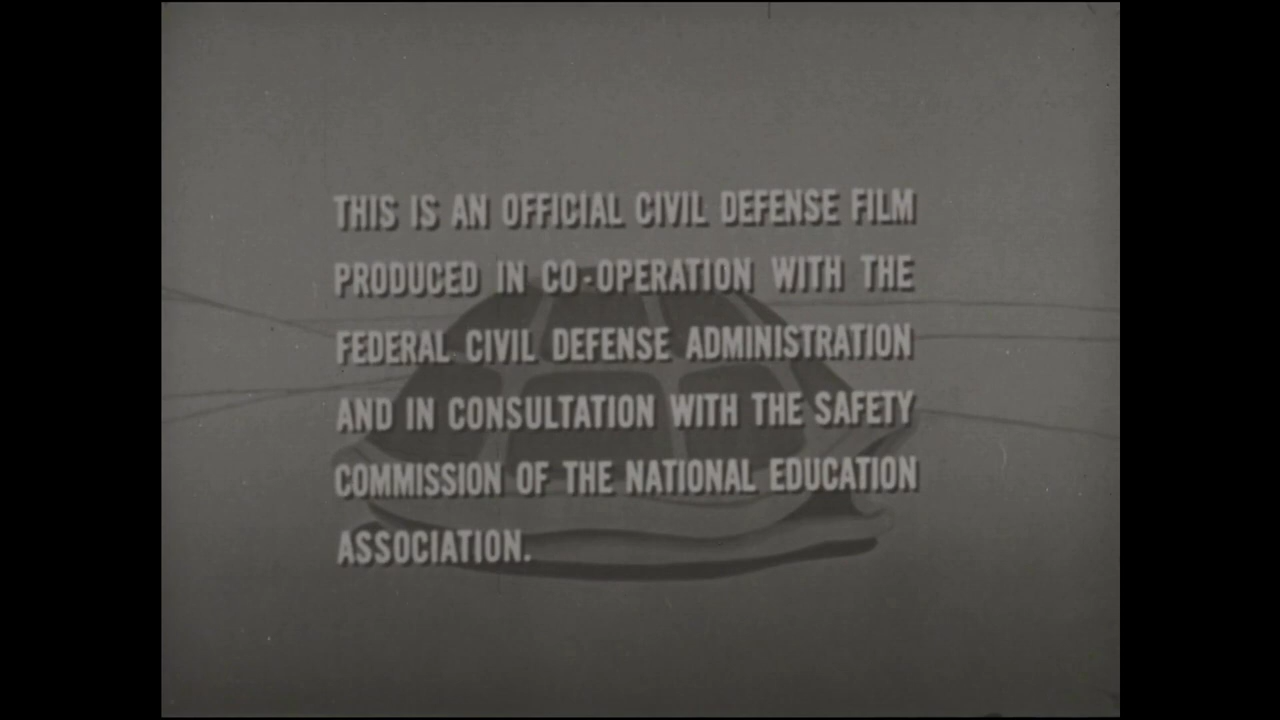 THIS IS AN OFFICIAL CIVIL DEFENSE FILM
PRODUCED IN CO-OPERATION WITH THE
FEDERAL CIVIL DEFENSE ADMINISTRATION
AND IN CONSULTATION WITH THE SAFETY
COMMISSION OF THE NATIONAL EDUCATION
ASSOCIATION.